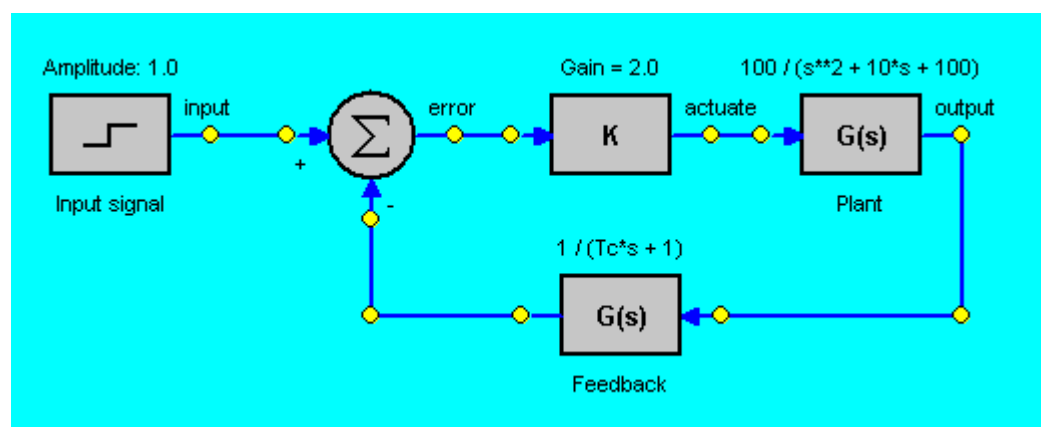 Amplitude: 1.0
Gain = 2.0
100 / (s**2 + 10*s + 100)
input
error
actuate
output
Σ
K
G(s)
+
-
Input signal
Plant
1 / (Tc*s + 1)
G(s)
Feedback